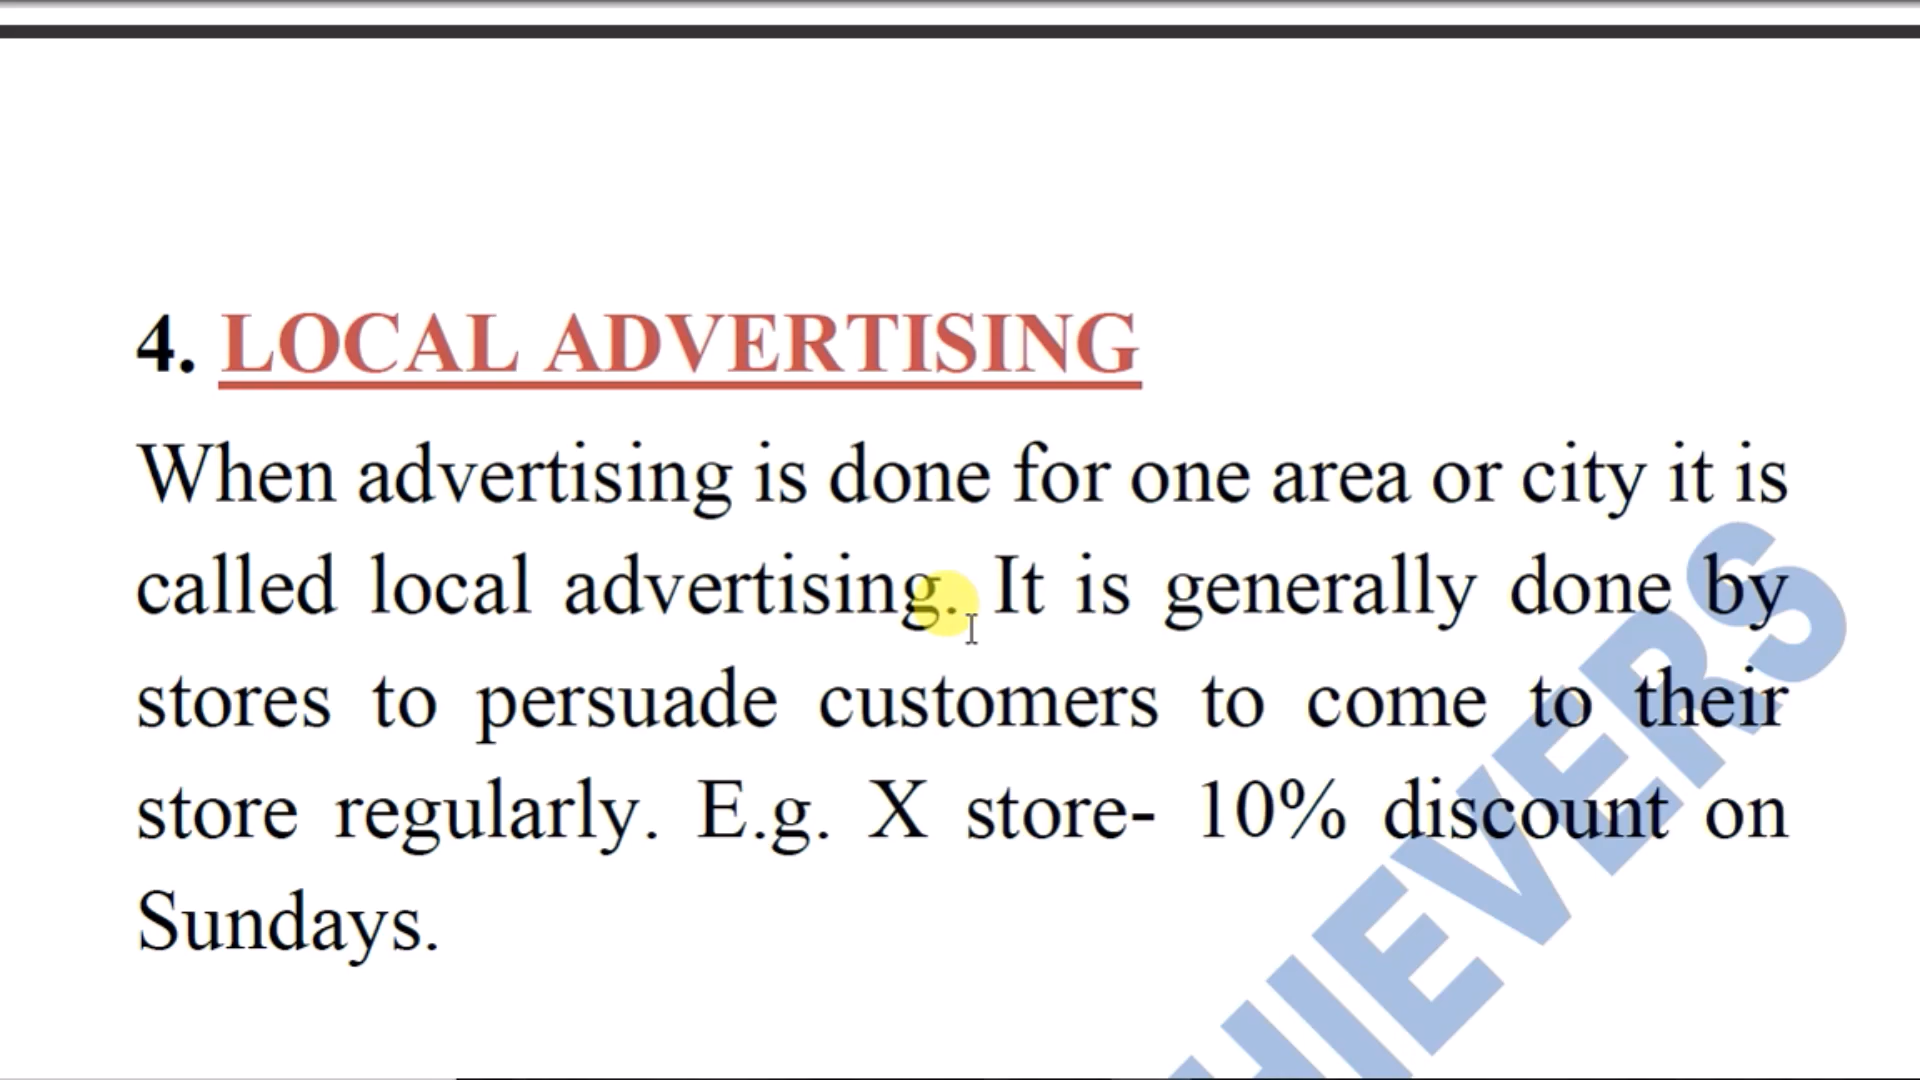 4. LOCAL ADVERTISING
When advertising is done for one area or city it is
called local advertising. It is generally done by
stores to persuade customers to come to their
store regularly. E.g. X store- 10% discount on
Sundays.
HIEVERS